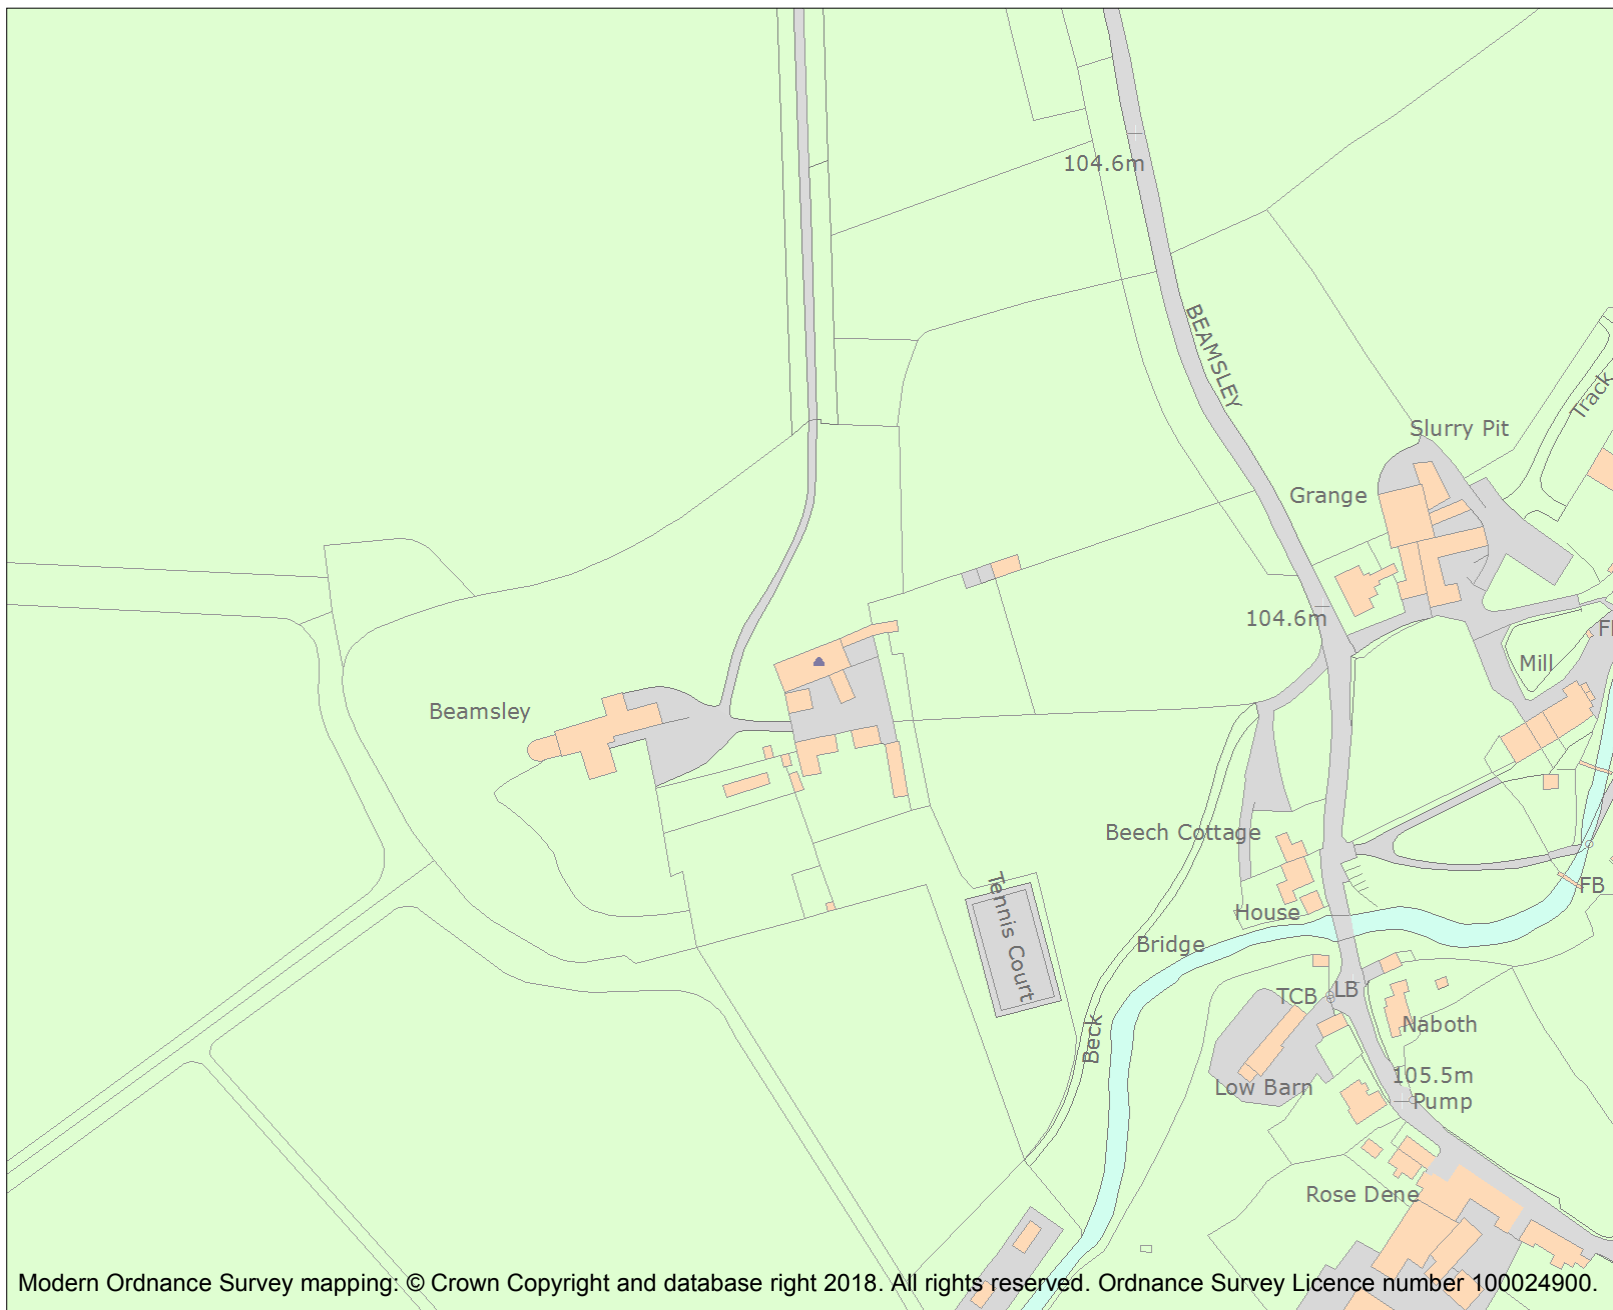 104.6m
BEAMSLEY
Track
Slurry Pit
Grange
104.6m
Mill
Beamsley
Beech Cottage
FB
Tennis Court
House
Bridge
TCB
LB
Naboth
Beck
105.5m
Low Barn
Pump
Rose Dene
Modern Ordnance Survey mapping: © Crown Copyright and database right 2018. All rights reserved. Ordnance Survey Licence number 100024900.